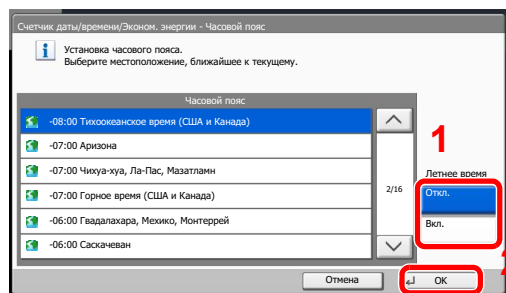 Счетчик даты/времени/Эконом. энергии - Часовой пояс
Установка часового пояса.
Выберите местоположение, ближайшее к текущему.
Часовой пояс
-08:00 Тихоокеанское время (США и Канада)
-07:00 Аризона
-07:00 Чихуа-хуа, Ла-Пас, Мазатламн
-07:00 Горное время (США и Канада)
-06:00 Гвадалахара, Мехико, Монтеррей
-06:00 Саскачеван
2/16
1
Летнее время
Откл.
Вкл.
2
Отмена
OK